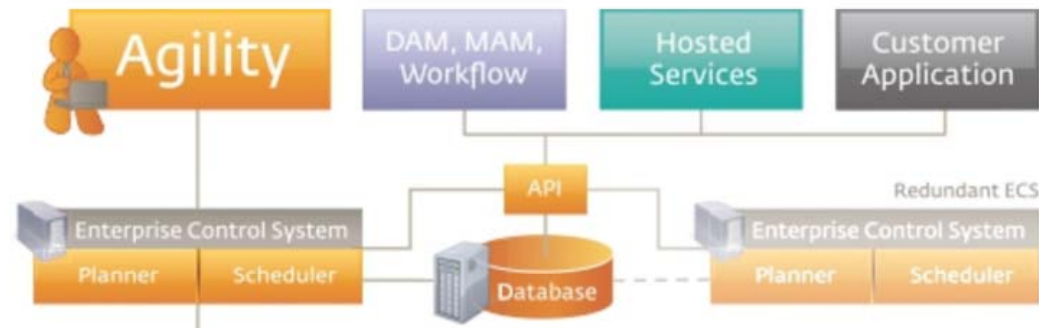 Agility
DAM, MAM,
Workflow
Hosted
Services
Customer
Application
API
Redundant ECS
Enterprise Control System
Enterprise Control System
Planner
Scheduler
Database
Planner
Scheduler